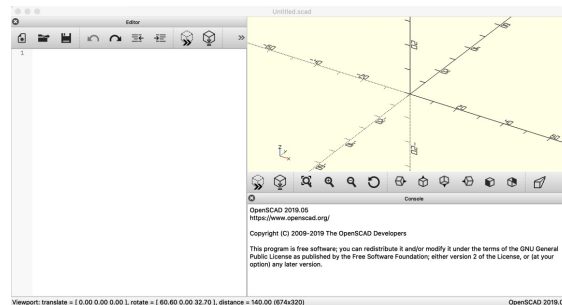 Untitled.scad
Editor
1
Z
Y
X
Console
OpenSCAD 2019.05
https://www.openscad.org/
Copyright (C) 2009-2019 The OpenSCAD Developers
This program is free software; you can redistribute it and/or modify it under the terms of the GNU General
Public License as published by the Free Software Foundation; either version 2 of the License, or (at your
option) any later version.
Viewport: translate = [ 0.00 0.00 0.00 ], rotate = [ 60.60 0.00 32.70 ], distance = 140.00 (674x320)
OpenSCAD 2019.0